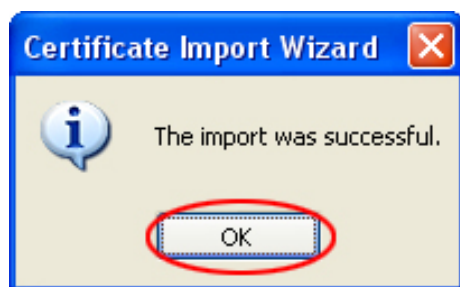 Certificate Import Wizard
The import was successful.
OK